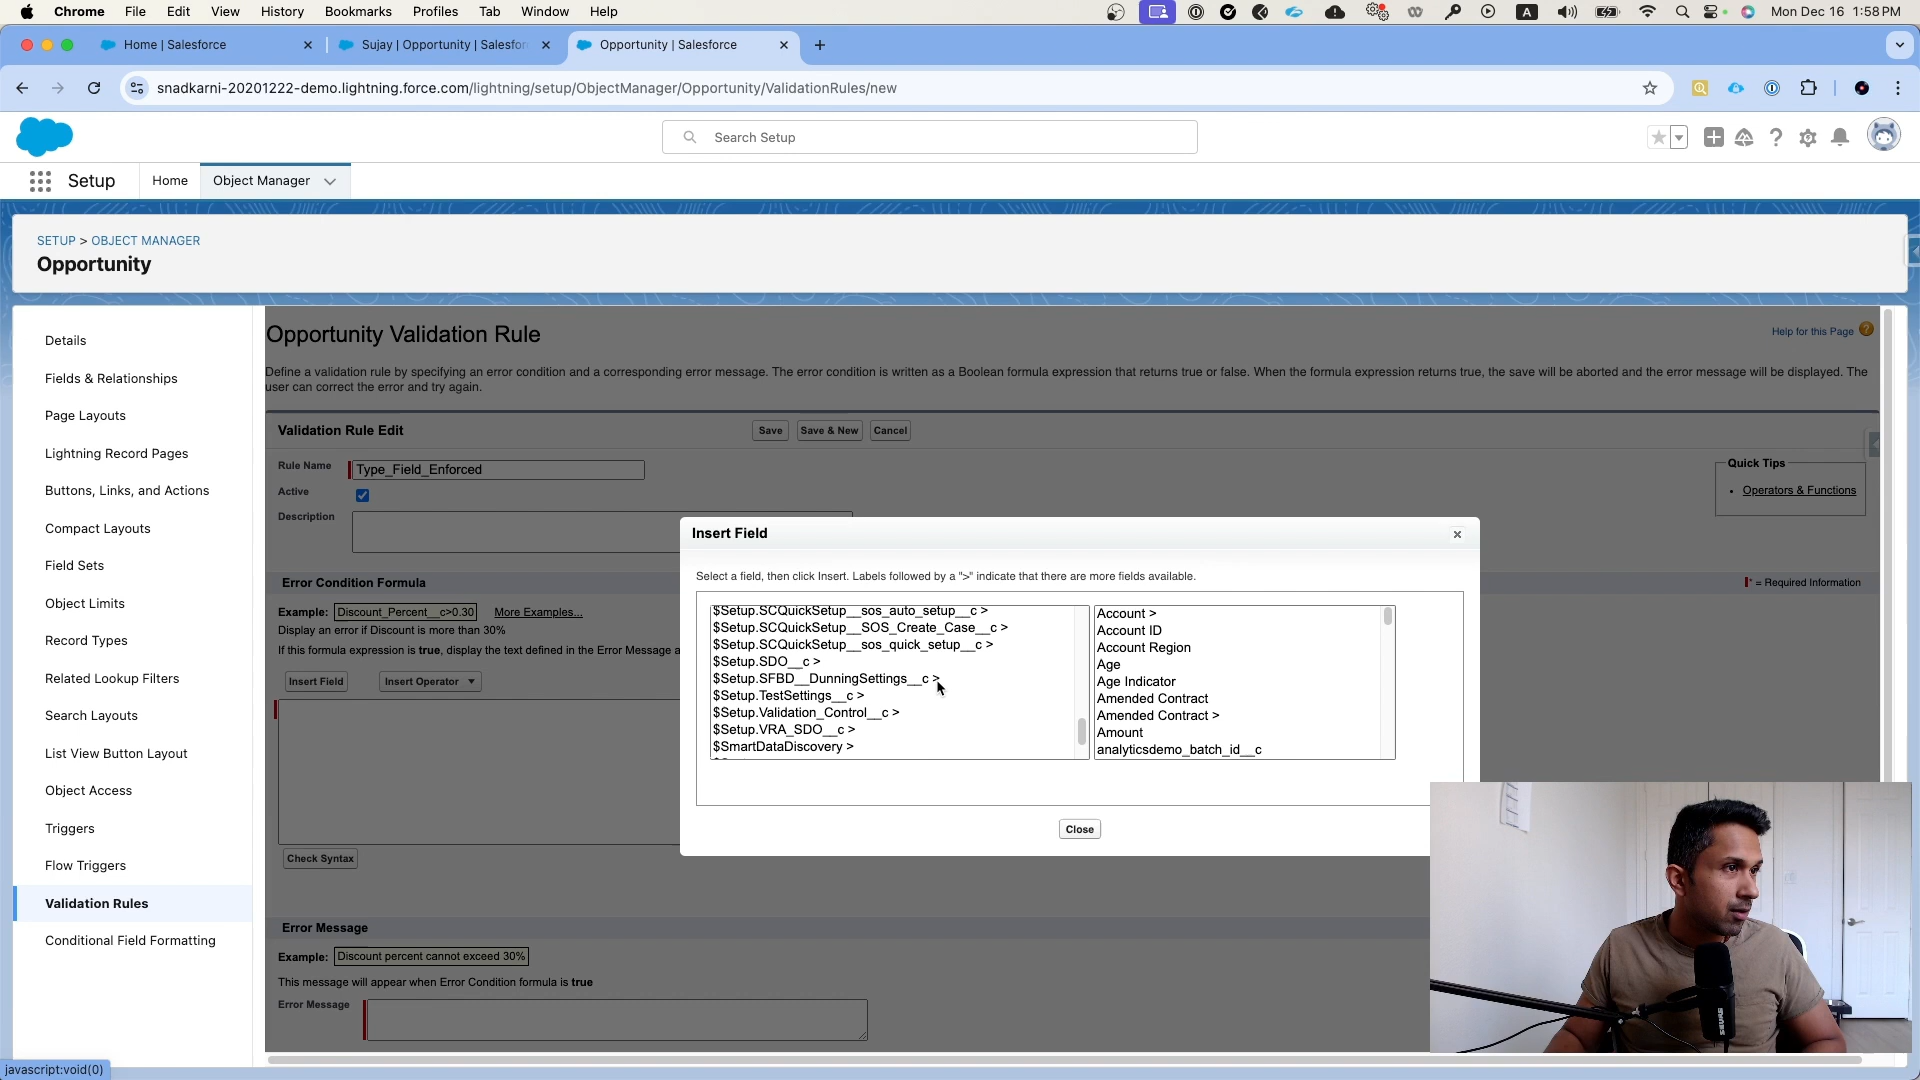 Chrome File Edit View History Bookmarks Profiles Tab Window Help
A
Mon Dec 16 1:58 PM
Home | Salesforce
Sujay | Opportunity | Salesfor
Opportunity | Salesforce
snadkarni-20201222-demo.lightning.force.com/lightning/setup/ObjectManager/Opportunity/ValidationRules/new
Search Setup
Setup
Home
Object Manager
SETUP > OBJECT MANAGER
Opportunity
Details
Fields & Relationships
Page Layouts
Lightning Record Pages
Buttons, Links, and Actions
Compact Layouts
Field Sets
Object Limits
Record Types
Related Lookup Filters
Search Layouts
List View Button Layout
Object Access
Triggers
Flow Triggers
Validation Rules
Conditional Field Formatting
Opportunity Validation Rule
Help for this Page ?
Define a validation rule by specifying an error condition and a corresponding error message. The error condition is written as a Boolean formula expression that returns true or false. When the formula expression returns true, the save will be aborted and the error message will be displayed. The
user can correct the error and try again.
Validation Rule Edit
Save
Save & New
Cancel
Rule Name
Type_Field_Enforced
Active
Description
Quick Tips
• Operators & Functions
Error Condition Formula
* = Required Information
Example: Discount_Percent__c>0.30 More Examples...
Display an error if Discount is more than 30%
If this formula expression is true, display the text defined in the Error Message a
Insert Field
Insert Operator
Check Syntax
Error Message
Example: Discount percent cannot exceed 30%
This message will appear when Error Condition formula is true
Error Message
Insert Field
Select a field, then click Insert. Labels followed by a ">" indicate that there are more fields available.
$Setup.SCQuickSetup__sos_auto_setup__c >
$Setup.SCQuickSetup__SOS_Create_Case__c >
$Setup.SCQuickSetup__sos_quick_setup__c >
$Setup.SDO__c >
$Setup.SFBD__DunningSettings__c >
$Setup.TestSettings__c >
$Setup.Validation_Control__c >
$Setup.VRA_SDO__c >
$SmartDataDiscovery >
Account >
Account ID
Account Region
Age
Age Indicator
Amended Contract
Amended Contract >
Amount
analyticsdemo_batch_id__c
Close
javascript:void(0)